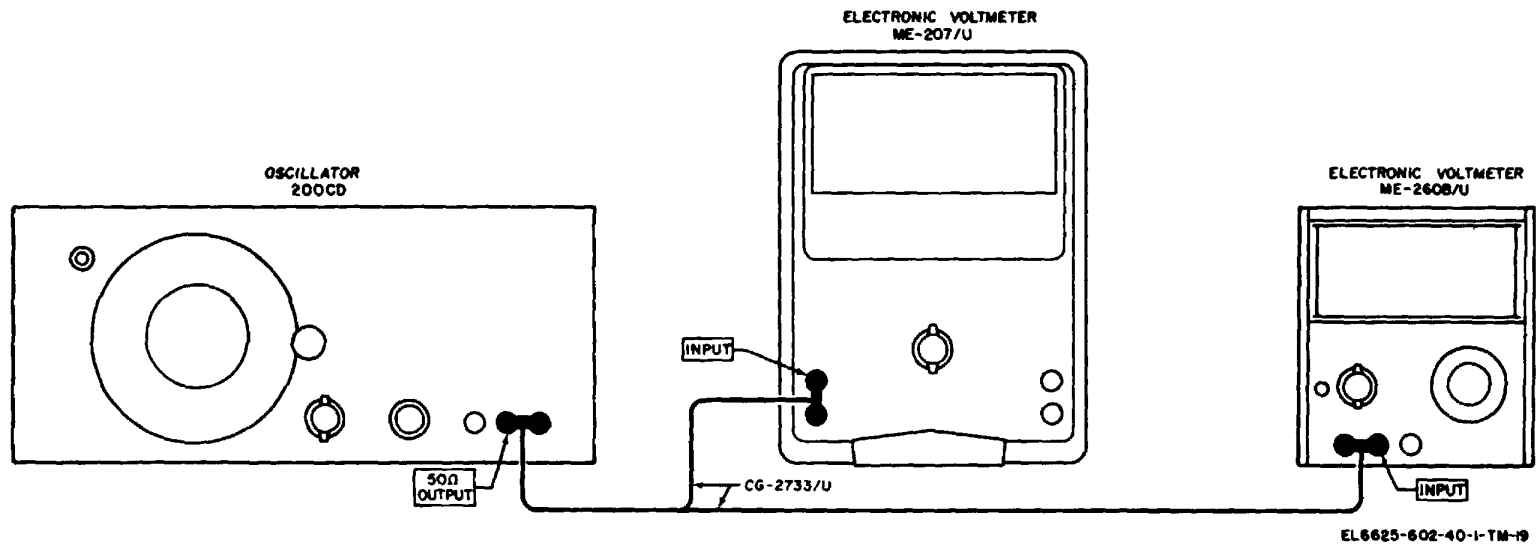 ELECTRONIC VOLTMETER
ME-207/U
OSCILLATOR
200CD
ELECTRONIC VOLTMETER
ME-260B/U
INPUT
50Ω
OUTPUT
CG-2733/U
INPUT
EL6625-602-40-1-TM-19